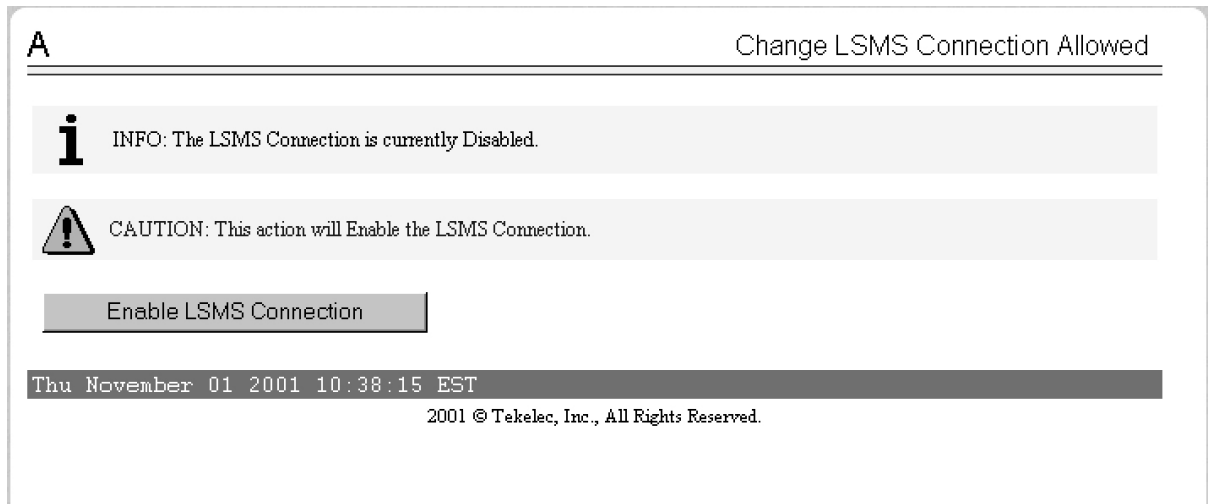 A
Change LSMS Connection Allowed
INFO: The LSMS Connection is currently Disabled.
CAUTION: This action will Enable the LSMS Connection.
Enable LSMS Connection
Thu November 01 2001 10:38:15 EST
2001 © Tekelec, Inc., All Rights Reserved.